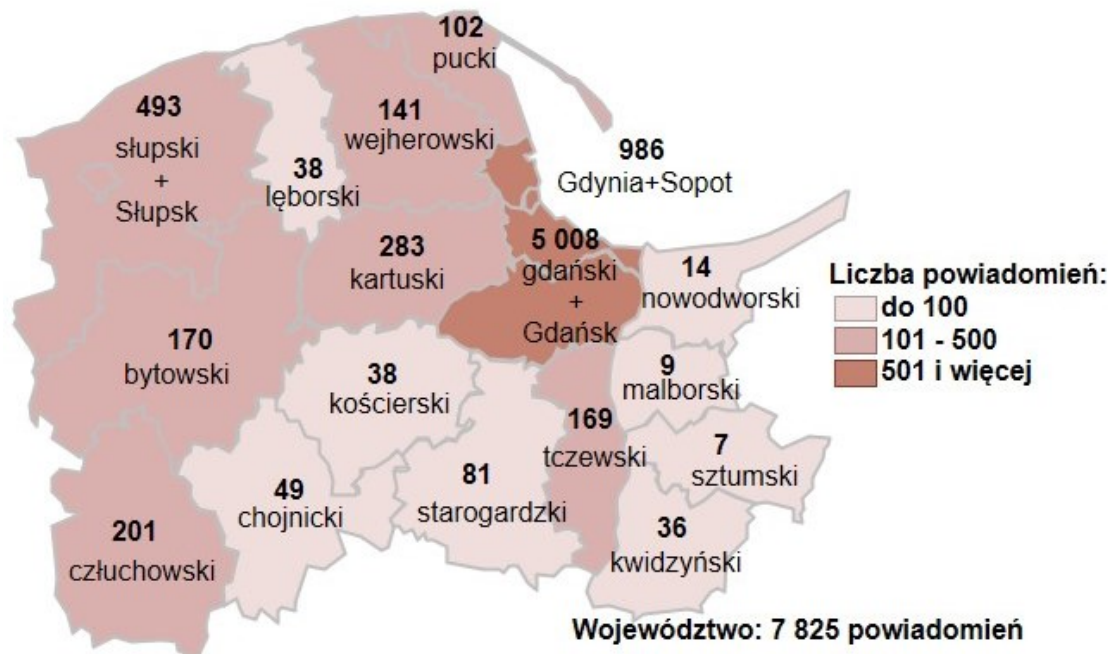 102
pucki
493
słupski
+
Słupsk
38
lęborski
141
wejherowski
986
Gdynia+Sopot
283
kartuski
5 008
gdański
+
Gdańsk
14
nowodworski
170
bytowski
38
kościerski
9
malborski
169
tczewski
7
sztumski
201
człuchowski
49
chojnicki
81
starogardzki
36
kwidzyński
Liczba powiadomień:
do 100
101 - 500
501 i więcej
Województwo: 7 825 powiadomień